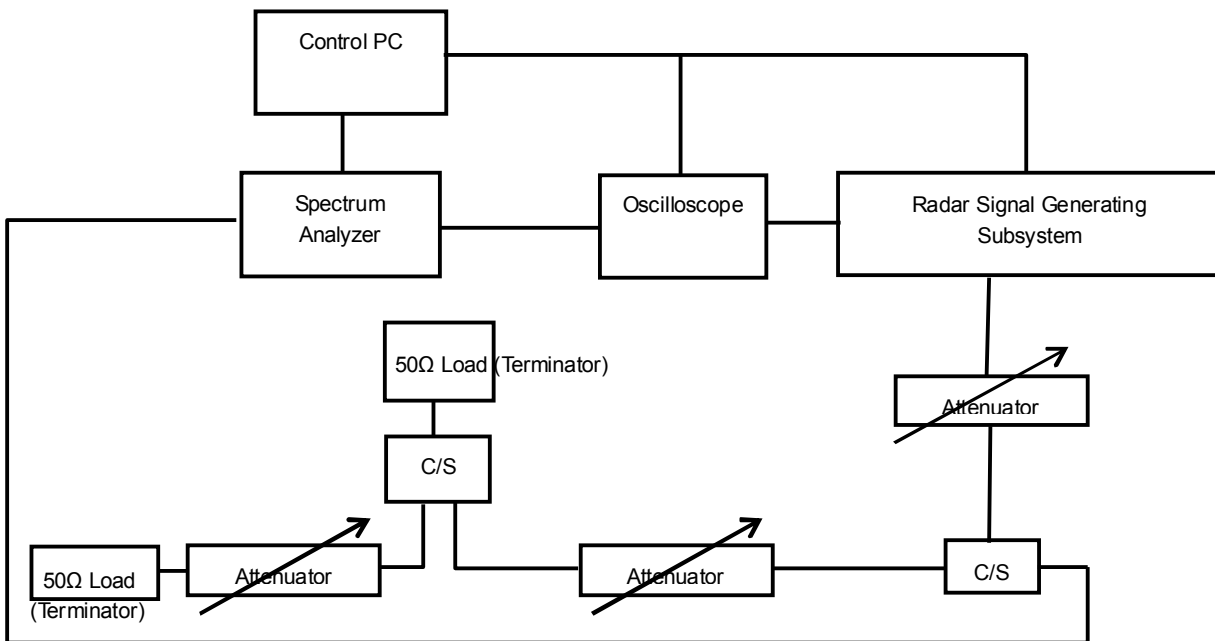 Control PC
Spectrum
Analyzer
Oscilloscope
Radar Signal Generating
Subsystem
50Ω Load (Terminator)
Attenuator
C/S
50Ω Load
(Terminator)
Attenuator
Attenuator
C/S